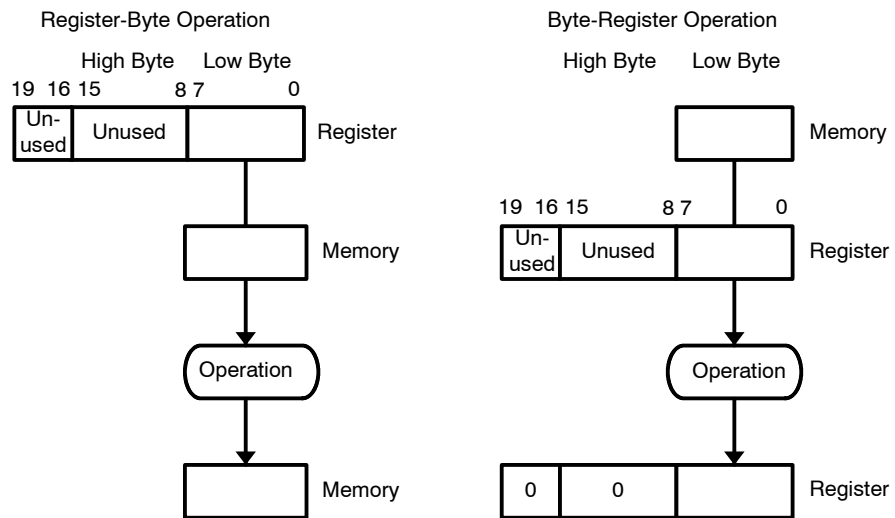 Register-Byte Operation
High Byte Low Byte
19 16 15 8 7 0
Un-
used
Unused
Register
Memory
Operation
Memory
Byte-Register Operation
High Byte Low Byte
Memory
19 16 15 8 7 0
Un-
used
Unused
Register
Operation
0 0
Register